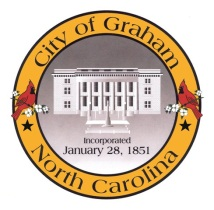 City of Graham
Incorporated
January 28, 1851
North Carolina